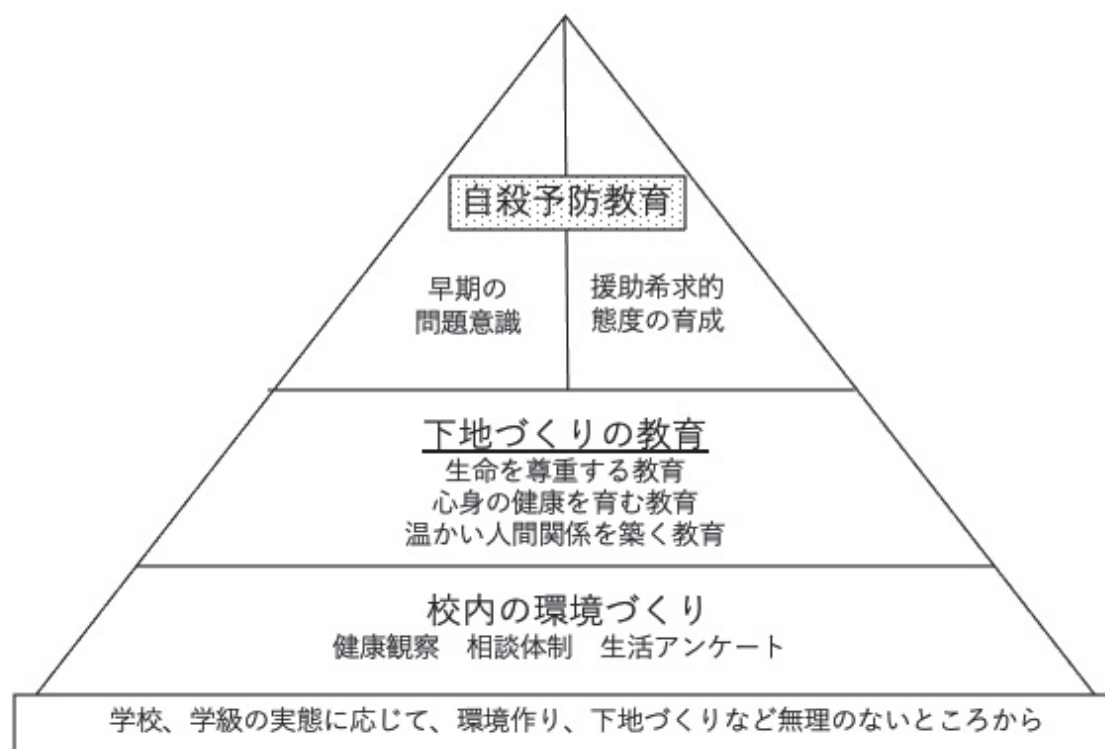 自殺予防教育
早期の
問題意識
援助希求的
態度の育成
下地づくりの教育
生命を尊重する教育
心身の健康を育む教育
温かい人間関係を築く教育
校内の環境づくり
健康観察　相談体制　生活アンケート
学校、学級の実態に応じて、環境作り、下地づくりなど無理のないところから